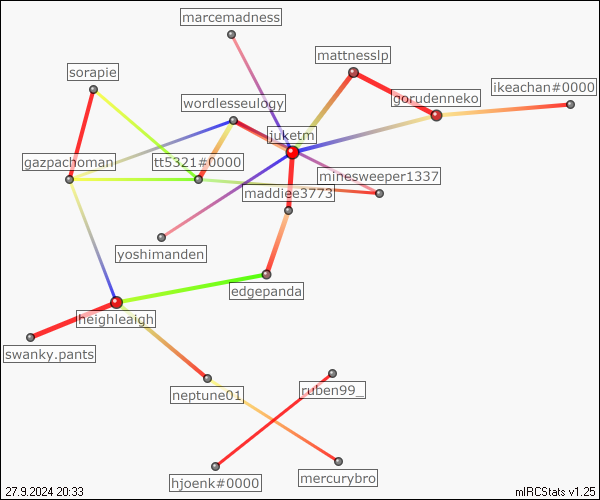 marcemadness
mattnesslp
sorapie
ikeachan#0000
gorudenneko
wordlesseulogy
juketm
gazpachoman
tt5321#0000
minesweeper1337
maddiee3773
yoshimanden
edgepanda
heighleaigh
swanky.pants
neptune01
ruben99_
hjoenk#0000
mercurybro
27.9.2024 20:33
mIRCStats v1.25